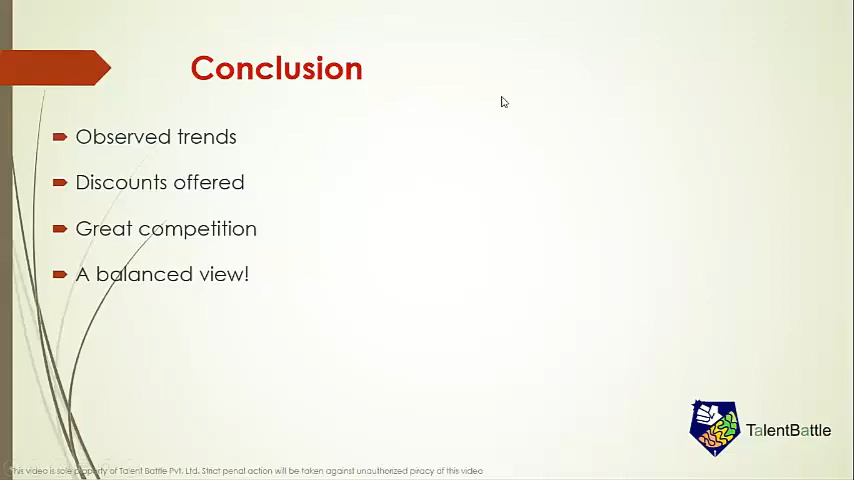 Conclusion
Observed trends
Discounts offered
Great competition
A balanced view!
TalentBattle
This video is sole property of Talent Battle Pvt. Ltd. Strict penal action will be taken against unauthorized piracy of this video